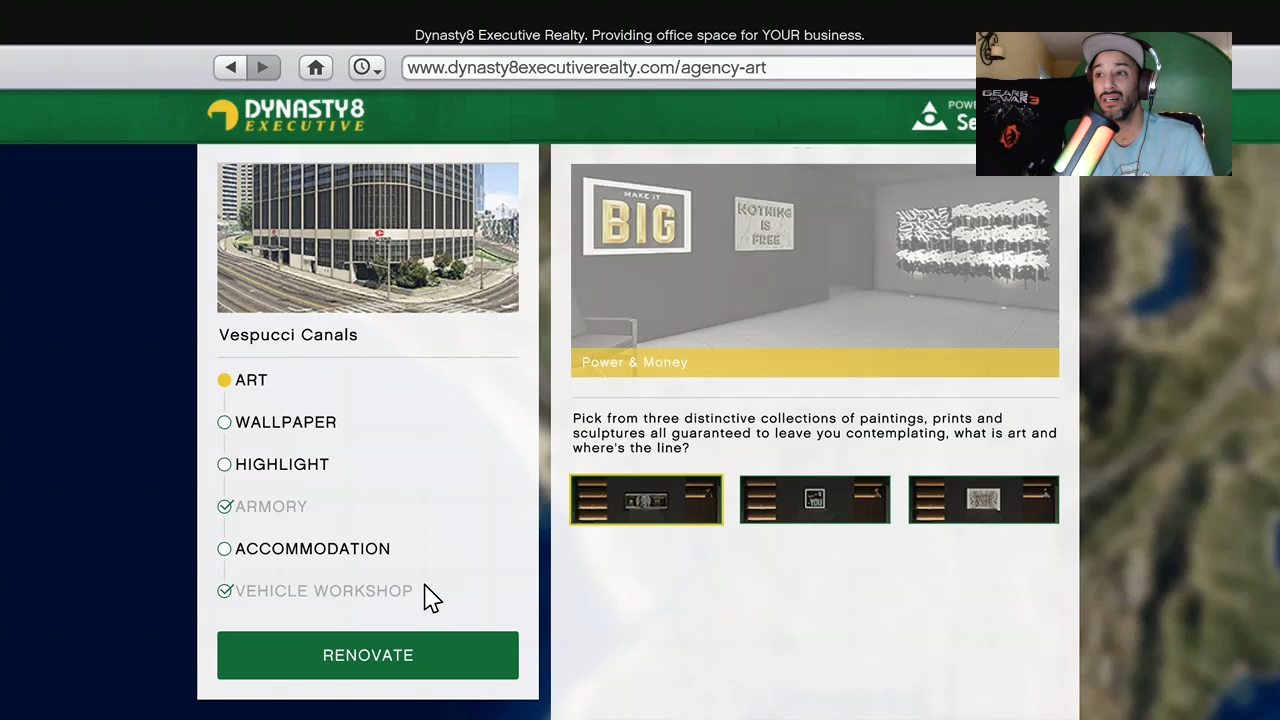 Dynasty8 Executive Realty. Providing office space for YOUR business.
www.dynasty8executiverealty.com/agency-art
DYNASTY8
EXECUTIVE
POWE
Se
GEARS
OF WAR 3
MAKE IT
BIG
NOTHING
IS
FREE
Vespucci Canals
Power & Money
ART
WALLPAPER
HIGHLIGHT
ARMORY
ACCOMMODATION
VEHICLE WORKSHOP
RENOVATE
Pick from three distinctive collections of paintings, prints and
sculptures all guaranteed to leave you contemplating, what is art and
where's the line?
YOU